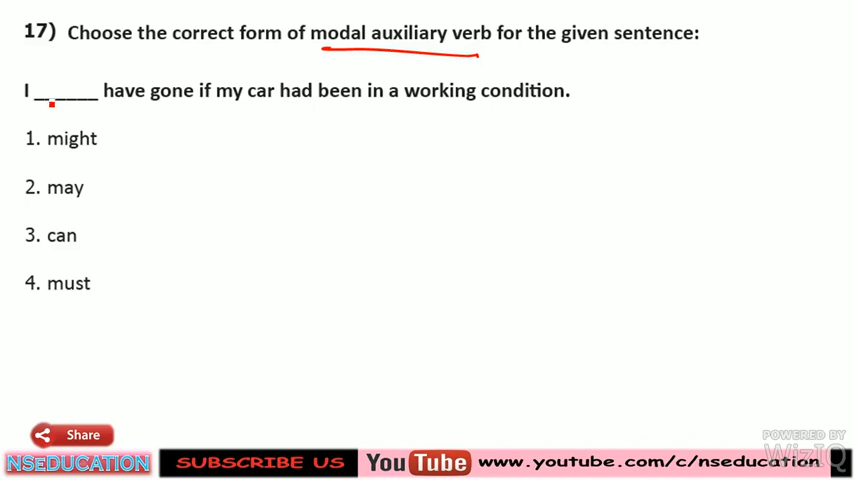 17) Choose the correct form of modal auxiliary verb for the given sentence:
I _______ have gone if my car had been in a working condition.
1. might
2. may
3. can
4. must
Share
POWERED BY
WizIQ
NSEDUCATION SUBSCRIBE US YouTube www.youtube.com/c/nseducation